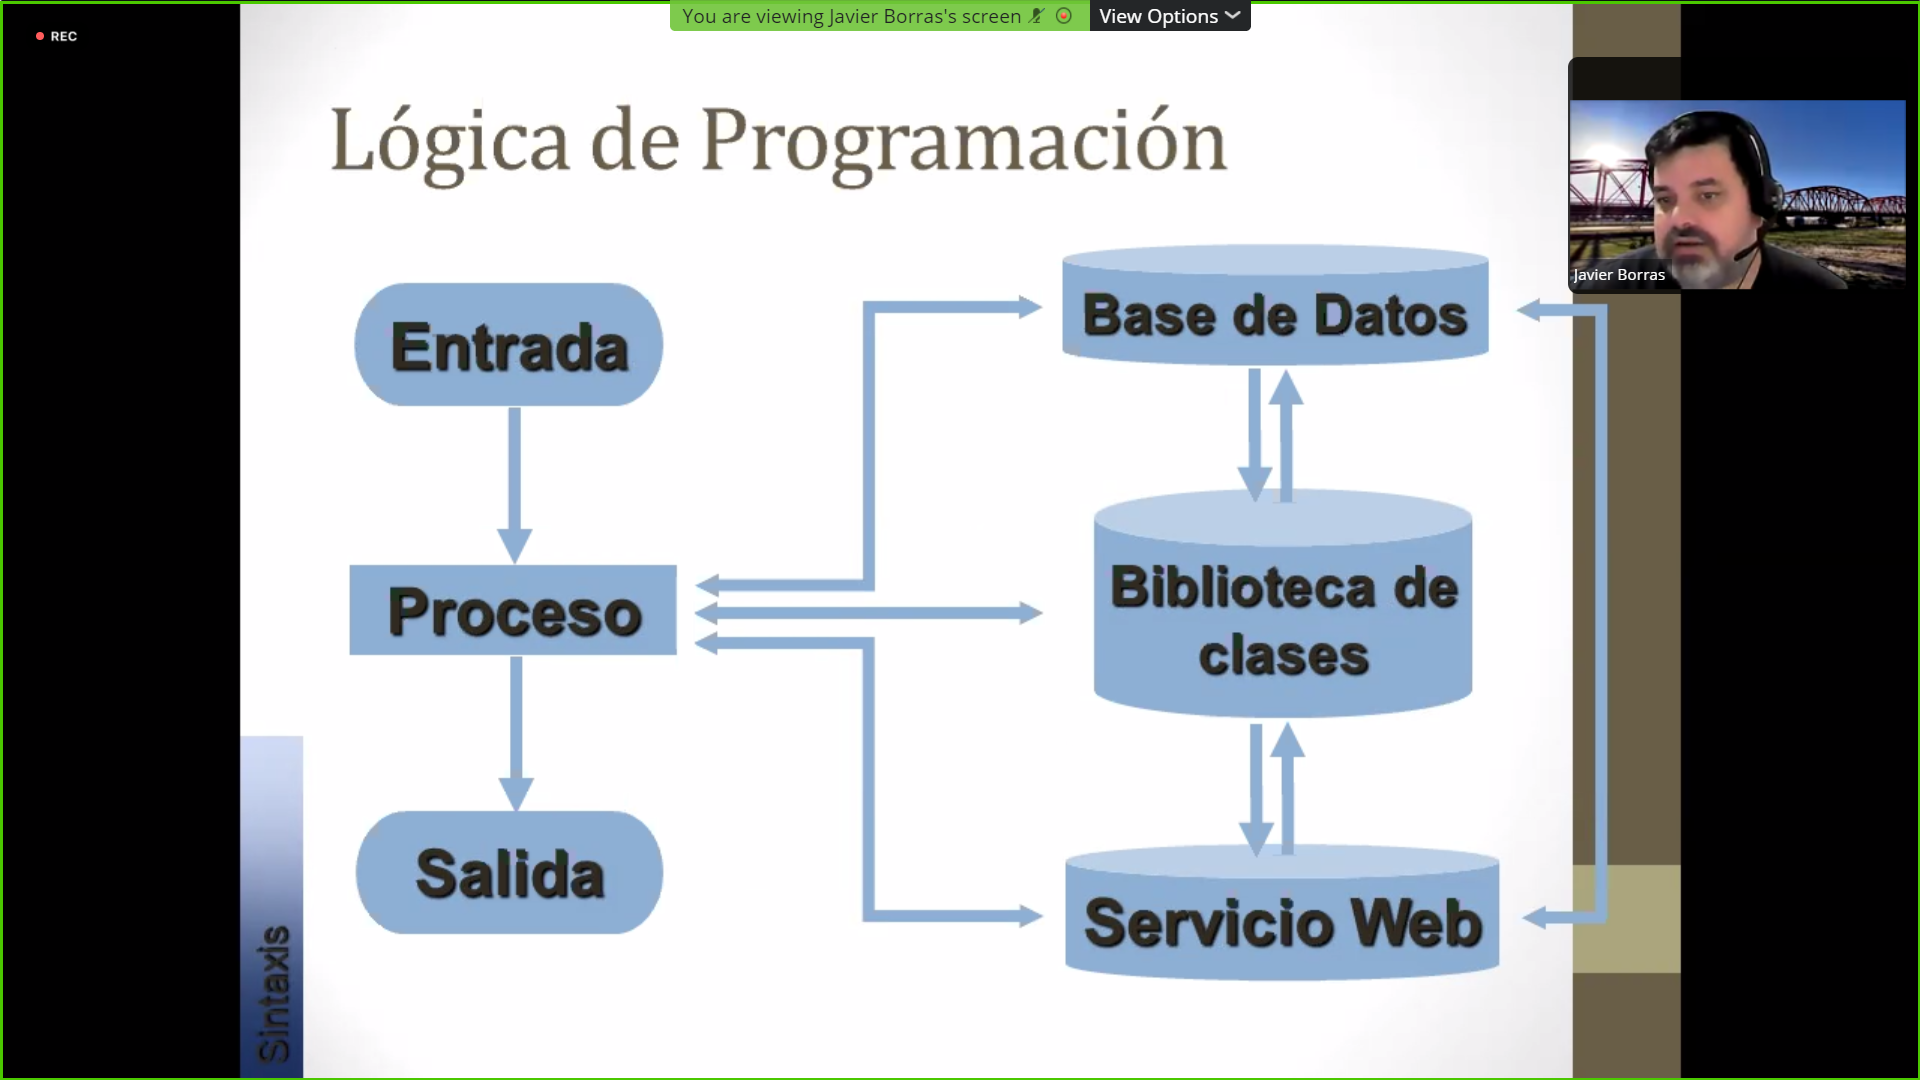 You are viewing Javier Borras's screen
View Options
REC
Lógica de Programación
Javier Borras
Entrada
Base de Datos
Proceso
Biblioteca de
clases
Salida
Servicio Web
Sintaxis